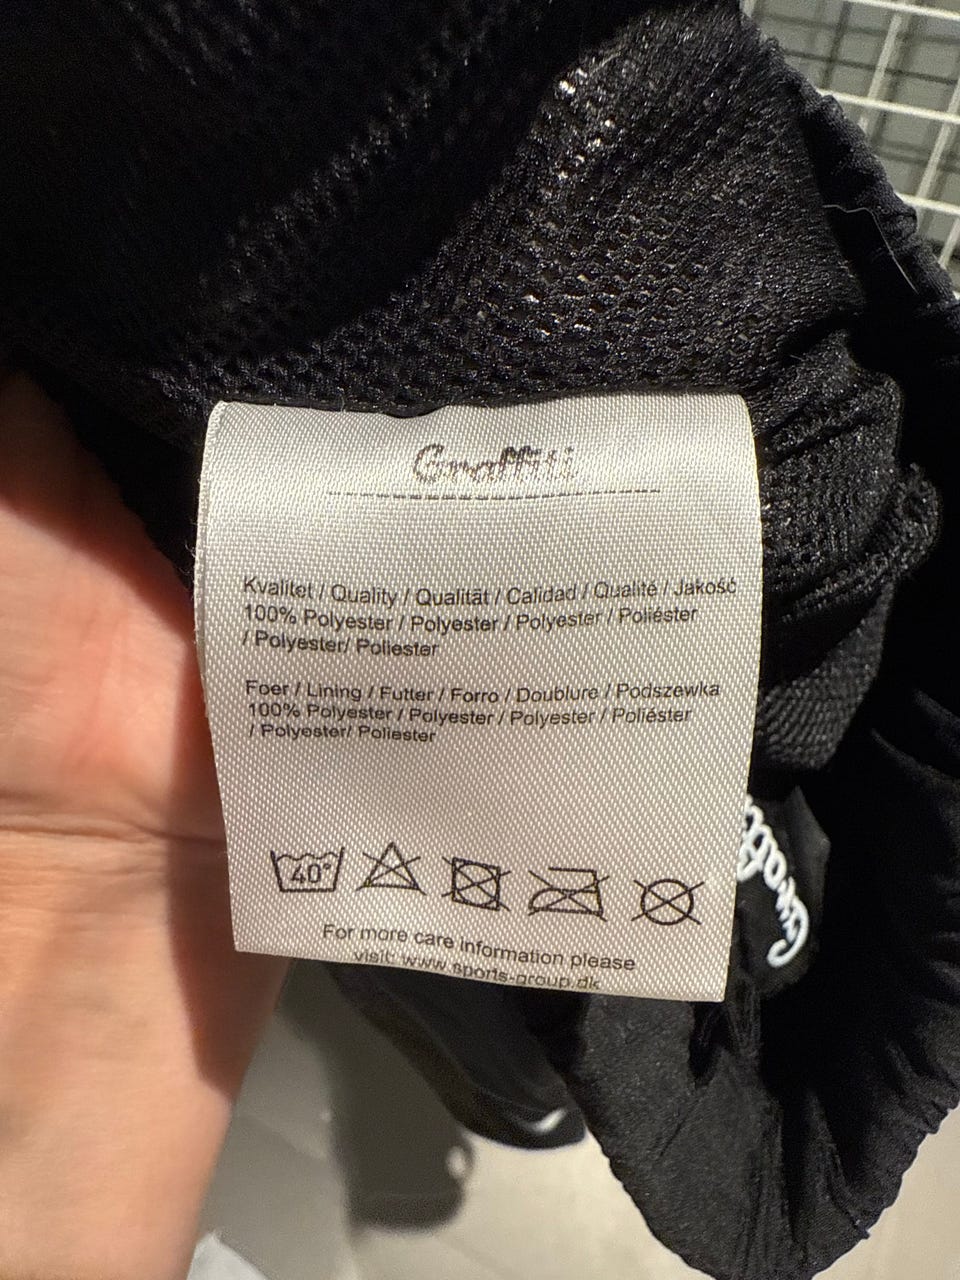 Graffiti
Kvalitet / Quality / Qualität / Calidad / Qualité / Jakość
100% Polyester / Polyester / Polyester / Poliéster
/ Polyester/ Poliester
Foer / Lining / Futter / Forro / Doublure / Podszewka
100% Polyester / Polyester / Polyester / Poliéster
/ Polyester/ Poliester
40°
For more care information please
visit: www.sports-group.dk